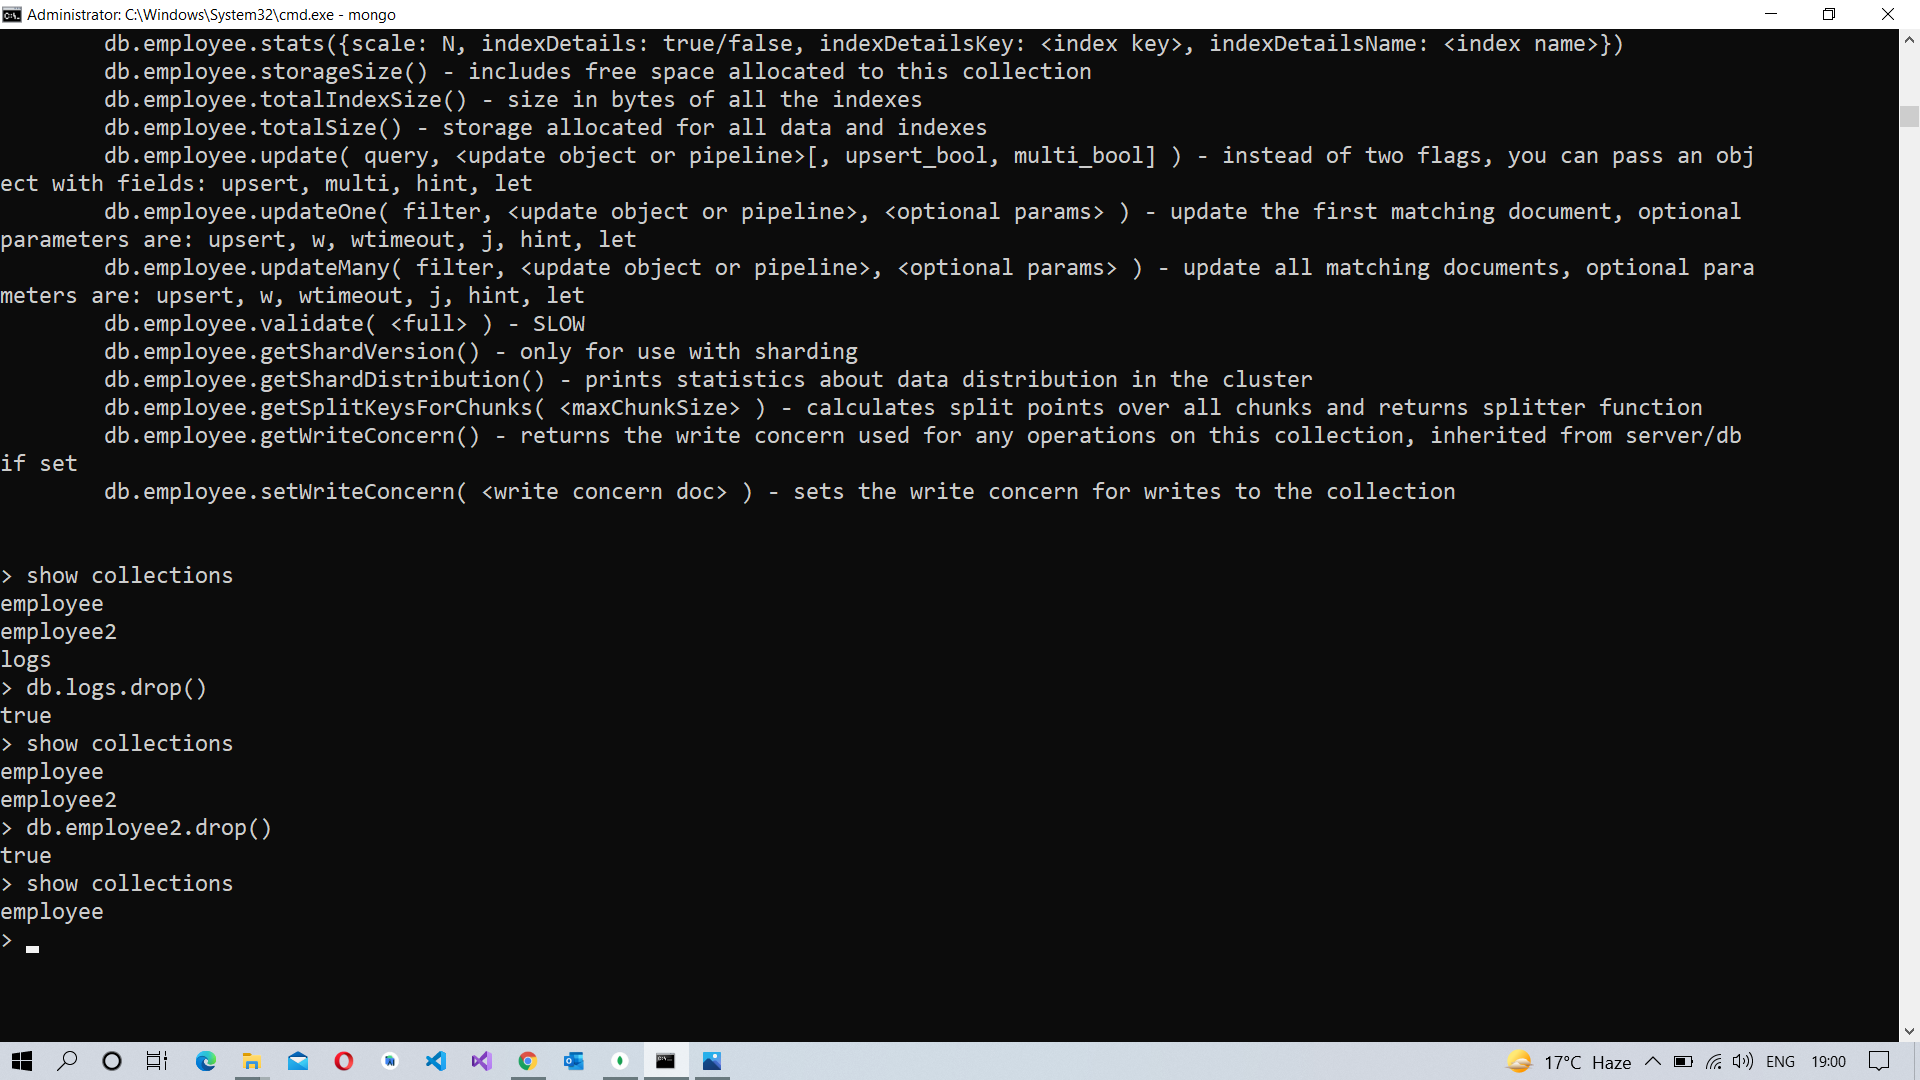 Administrator: C:\Windows\System32\cmd.exe - mongo
db.employee.stats({scale: N, indexDetails: true/false, indexDetailsKey: <index key>, indexDetailsName: <index name>})
db.employee.storageSize() - includes free space allocated to this collection
db.employee.totalIndexSize() - size in bytes of all the indexes
db.employee.totalSize() - storage allocated for all data and indexes
db.employee.update( query, <update object or pipeline>[, upsert_bool, multi_bool] ) - instead of two flags, you can pass an obj
ect with fields: upsert, multi, hint, let
db.employee.updateOne( filter, <update object or pipeline>, <optional params> ) - update the first matching document, optional
parameters are: upsert, w, wtimeout, j, hint, let
db.employee.updateMany( filter, <update object or pipeline>, <optional params> ) - update all matching documents, optional para
meters are: upsert, w, wtimeout, j, hint, let
db.employee.validate( <full> ) - SLOW
db.employee.getShardVersion() - only for use with sharding
db.employee.getShardDistribution() - prints statistics about data distribution in the cluster
db.employee.getSplitKeysForChunks( <maxChunkSize> ) - calculates split points over all chunks and returns splitter function
db.employee.getWriteConcern() - returns the write concern used for any operations on this collection, inherited from server/db
if set
db.employee.setWriteConcern( <write concern doc> ) - sets the write concern for writes to the collection
> show collections
employee
employee2
logs
> db.logs.drop()
true
> show collections
employee
employee2
> db.employee2.drop()
true
> show collections
employee
>
17°C Haze ENG 19:00